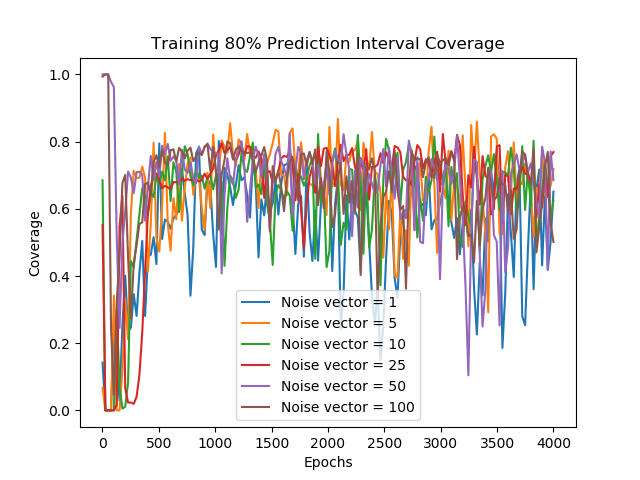 Training 80% Prediction Interval Coverage
1.0
0.8
0.6
0.4
0.2
0.0
Coverage
Noise vector = 1
Noise vector = 5
Noise vector = 10
Noise vector = 25
Noise vector = 50
Noise vector = 100
0 500 1000 1500 2000 2500 3000 3500 4000
Epochs